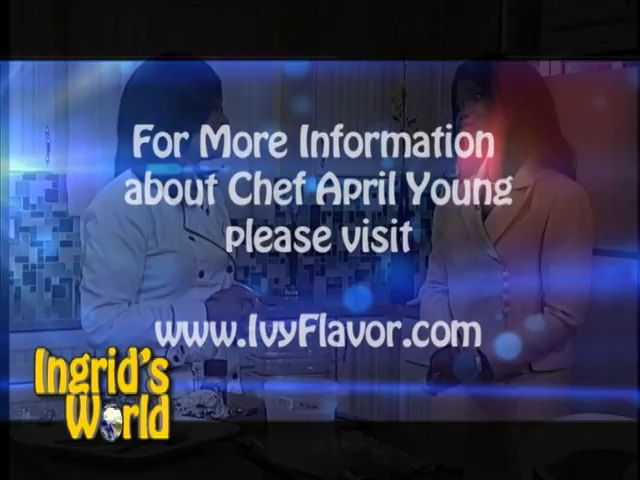 For More Information
about Chef April Young
please visit
www.IvyFlavor.com
Ingrid's
World